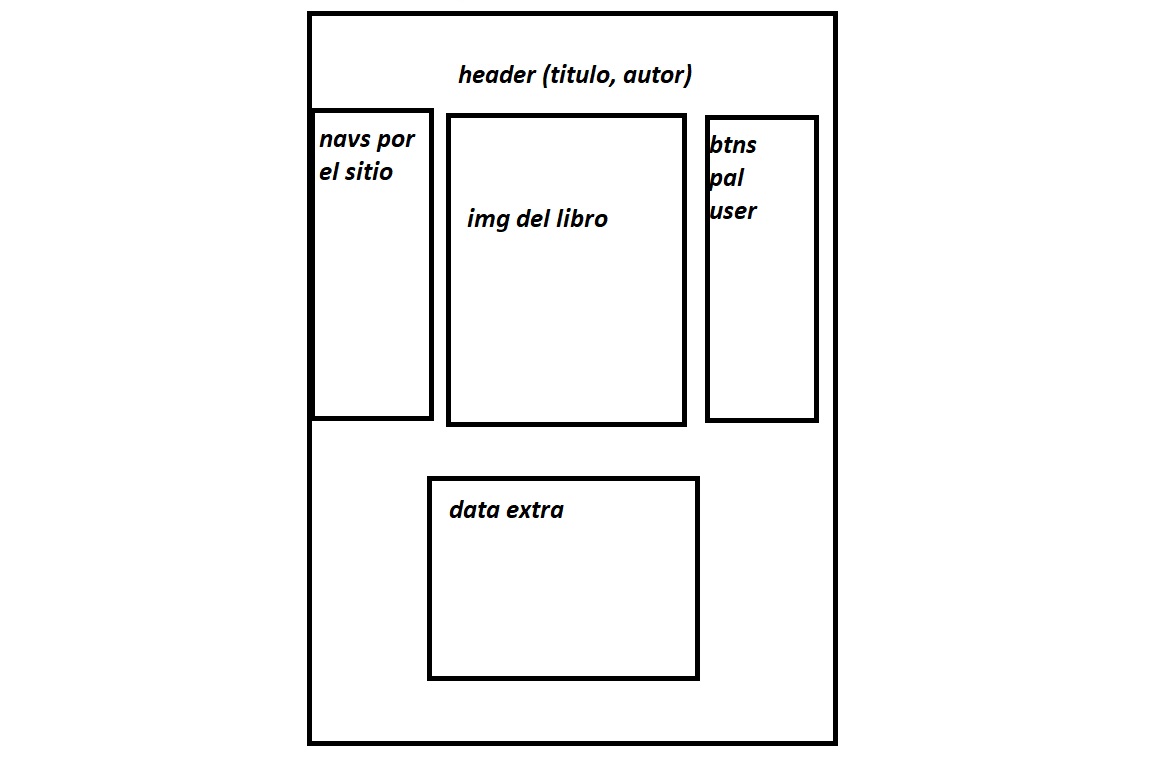 header (titulo, autor)
navs por
el sitio
img del libro
btns
pal
user
data extra